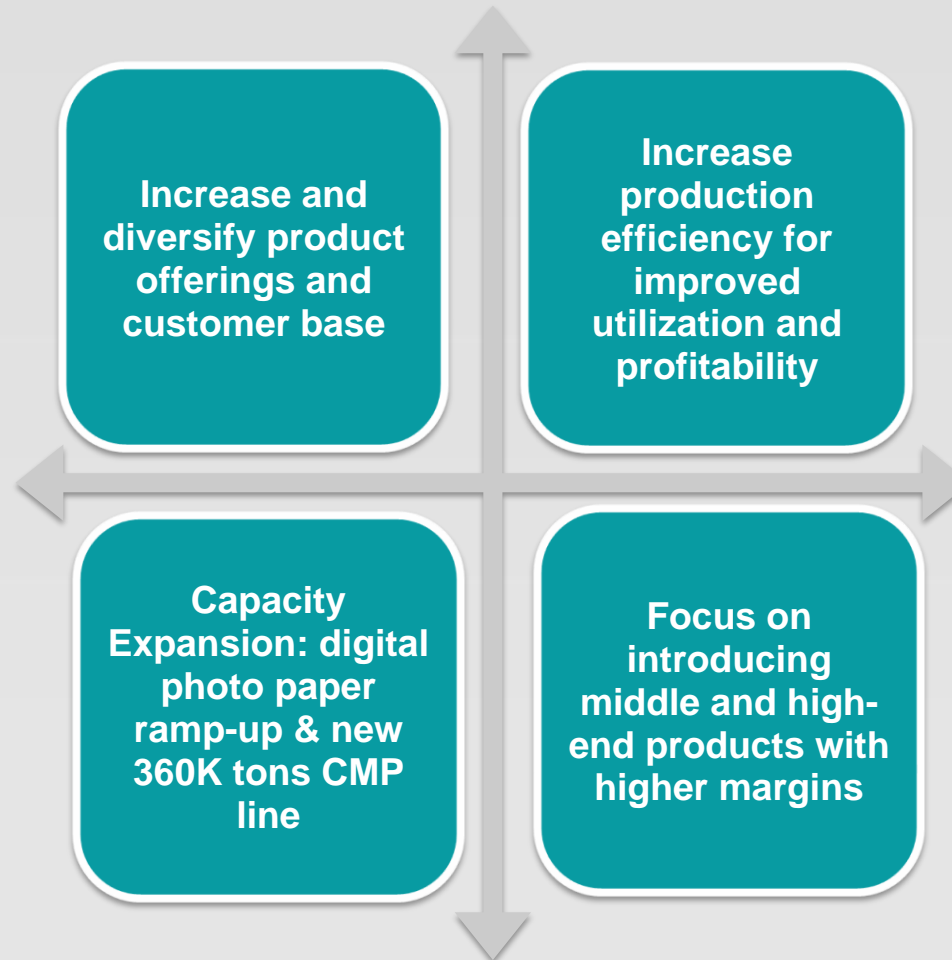 Increase and
diversify product
offerings and
customer base
Increase
production
efficiency for
improved
utilization and
profitability
Capacity
Expansion: digital
photo paper
ramp-up & new
360K tons CMP
line
Focus on
introducing
middle and high-
end products with
higher margins